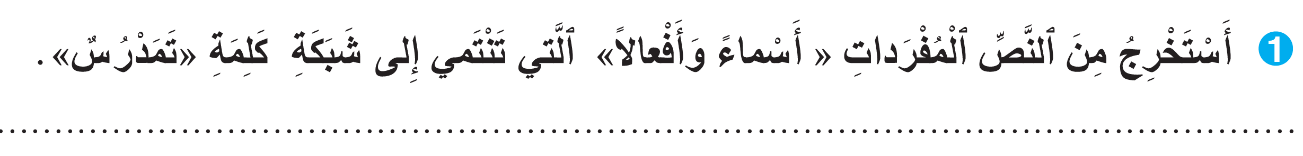 1 أَسْتَخْرِجُ مِنَ ٱلنَّصِّ ٱلْمُفْرَداتِ « أَسْماءً وَأَفْعالاً» ٱلَّتي تَنْتَمي إِلى شَبَكَةِ كَلِمَةِ «تَمَدْرُسٌ» .
................................................................................